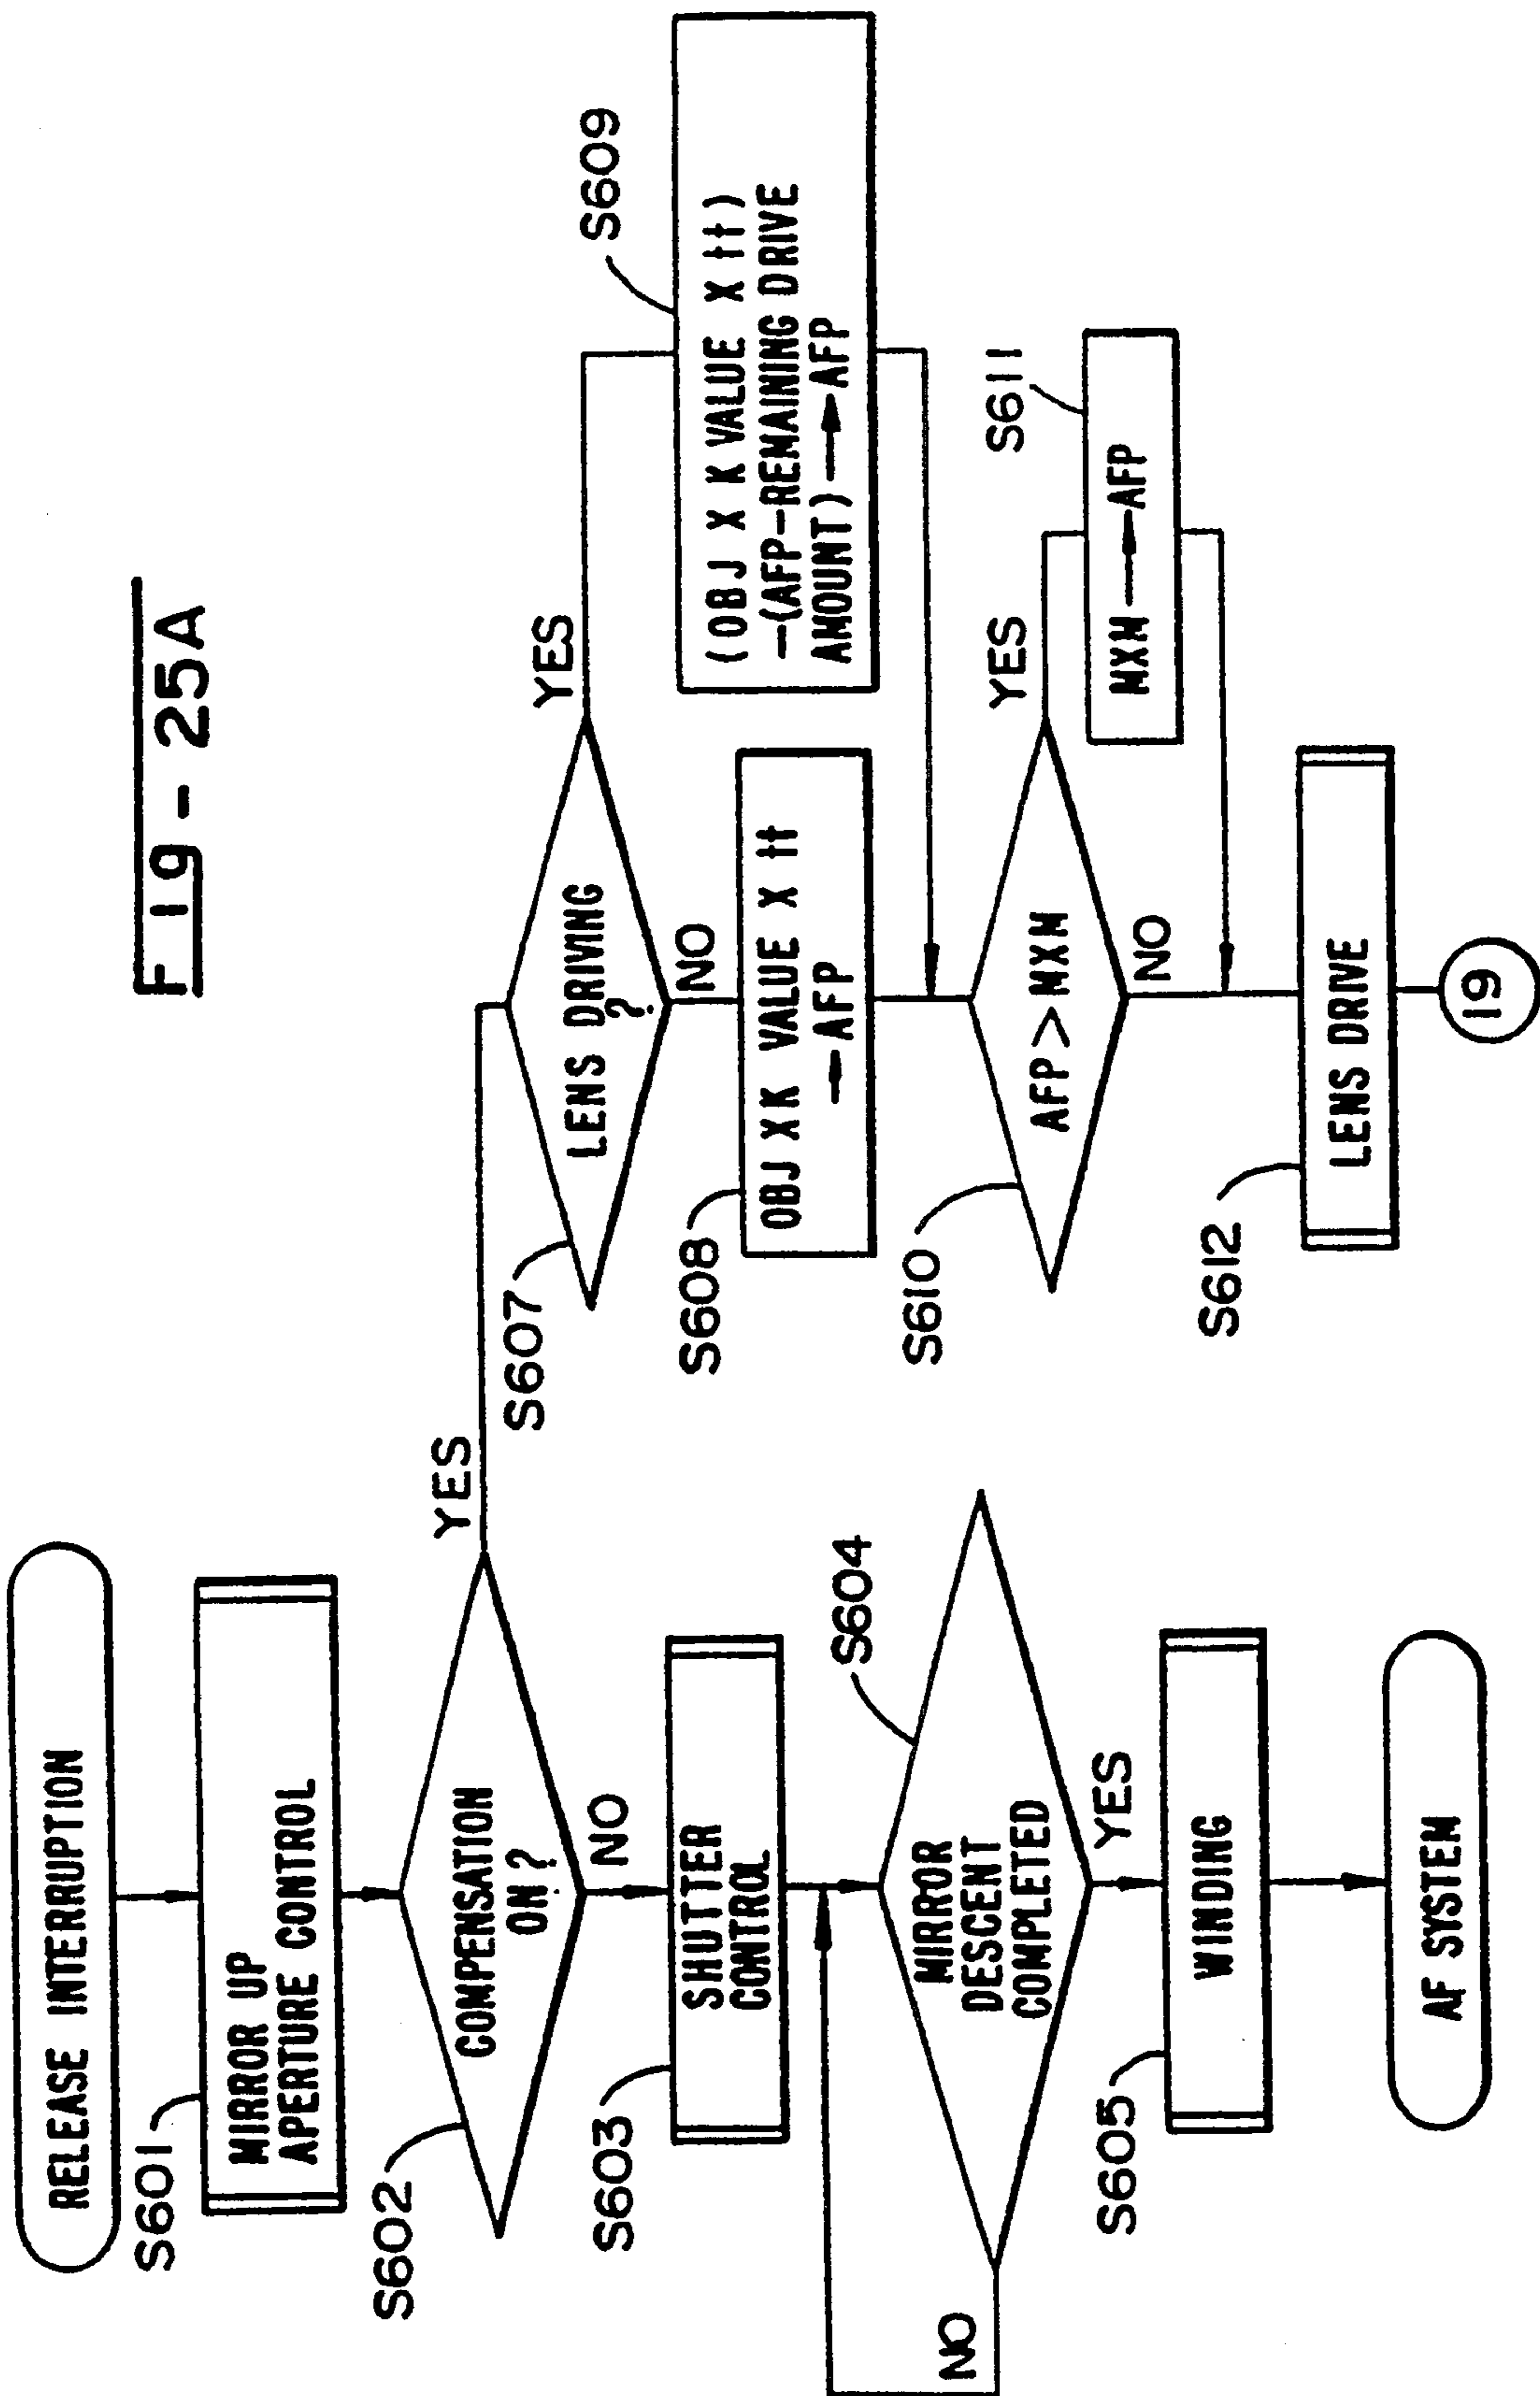 F I9 - 25A
RELEASE INTERRUPTION
S601
MIRROR UP
APERTURE CONTROL
S602
COMPENSATION
ON ?
YES
NO
S603
SHUTTER
CONTROL
S604
MIRROR
DESCENT
COMPLETED
NO
YES
S605
WINDING
AF SYSTEM
S607
LENS DRIVING
?
YES
NO
S608
OBJ XK VALUE X tt
→ AFP
S609
(OBJ X K VALUE X tt)
-(AFP-REMAINING DRIVE
AMOUNT) → AFP
S610
AFP > MXM
YES
NO
S611
MXM → AFP
S612
LENS DRIVE
19